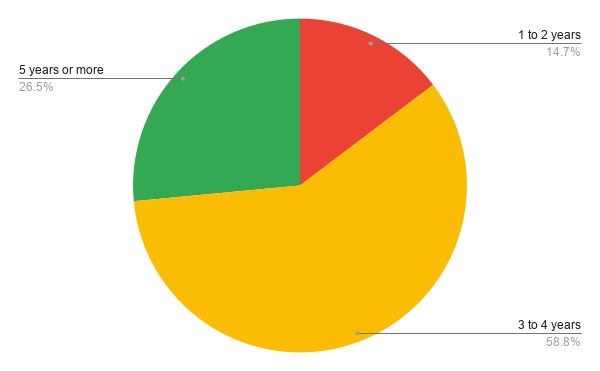 1 to 2 years
14.7%
5 years or more
26.5%
3 to 4 years
58.8%